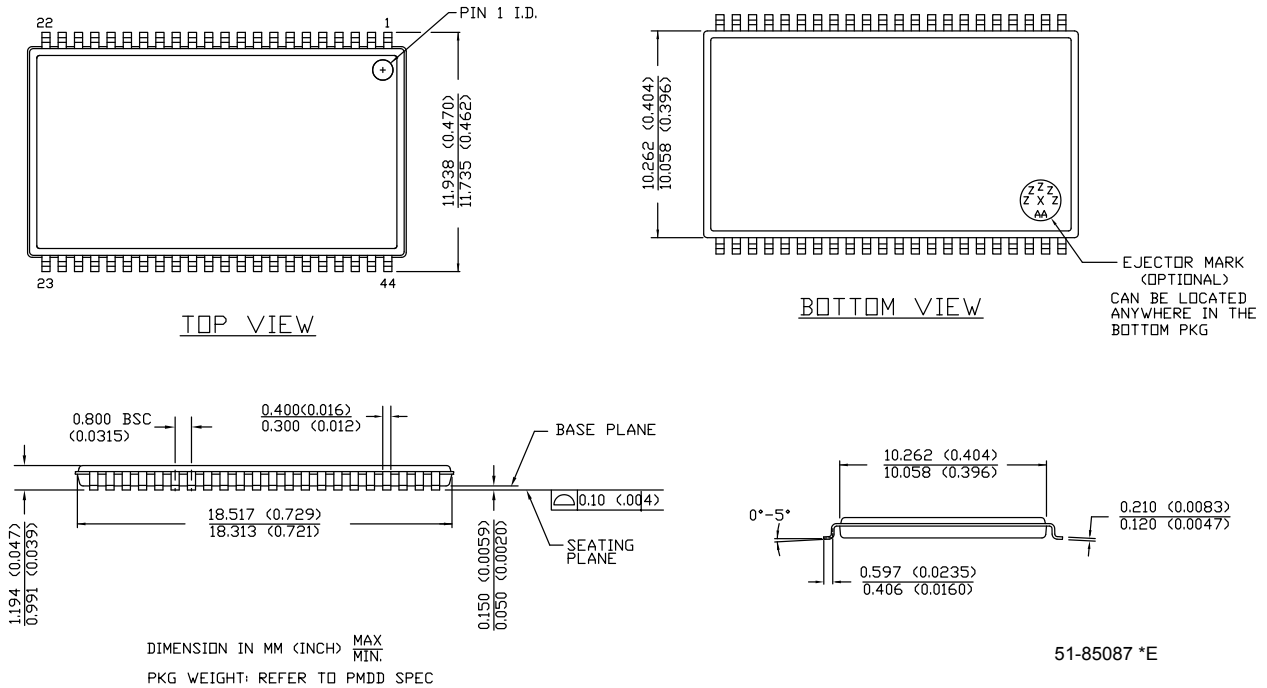 22
1
PIN 1 I.D.
11.938 (0.470)
11.735 (0.462)
23
44
TOP VIEW
10.262 (0.404)
10.058 (0.396)
Z Z Z
Z X Z
AA
EJECTOR MARK
(OPTIONAL)
CAN BE LOCATED
ANYWHERE IN THE
BOTTOM PKG
BOTTOM VIEW
0.800 BSC
(0.0315)
0.400(0.016)
0.300 (0.012)
BASE PLANE
0.10 (.004)
SEATING
PLANE
18.517 (0.729)
18.313 (0.721)
1.194 (0.047)
0.991 (0.039)
0.150 (0.0059)
0.050 (0.0020)
10.262 (0.404)
10.058 (0.396)
0°-5°
0.210 (0.0083)
0.120 (0.0047)
0.597 (0.0235)
0.406 (0.0160)
DIMENSION IN MM (INCH) MAX
MIN.
PKG WEIGHT: REFER TO PMDD SPEC
51-85087 *E